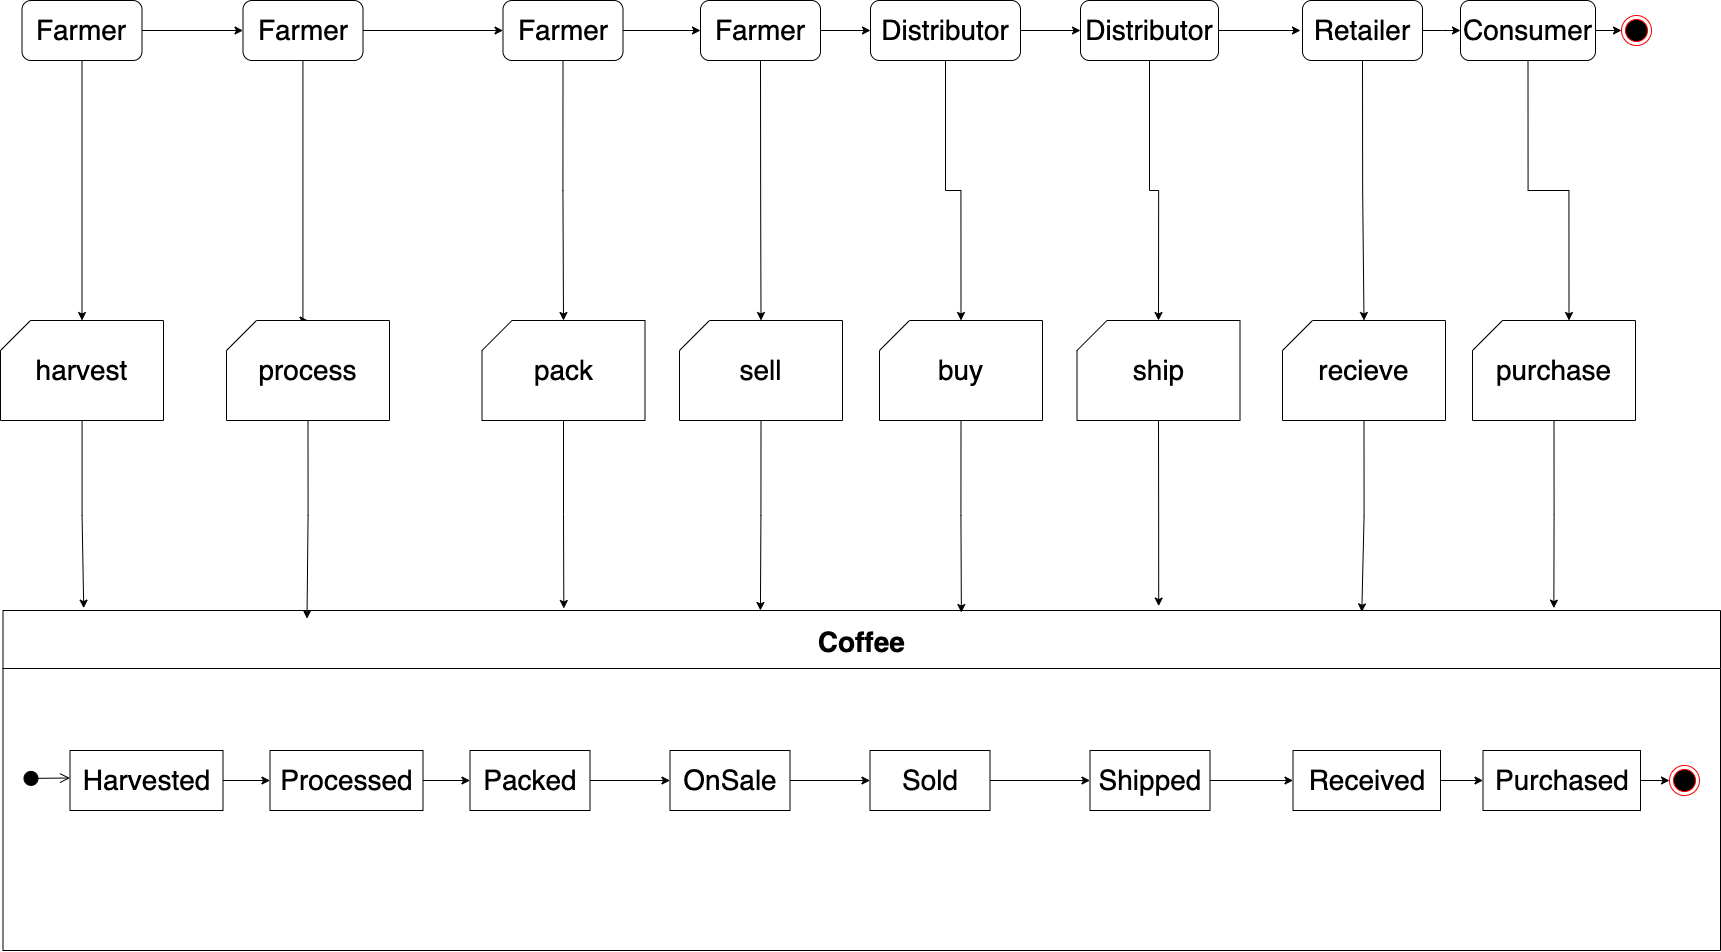 Farmer
Farmer
Farmer
Farmer
Distributor
Distributor
Retailer
Consumer
harvest
process
pack
sell
buy
ship
recieve
purchase
Coffee
Harvested
Processed
Packed
OnSale
Sold
Shipped
Received
Purchased